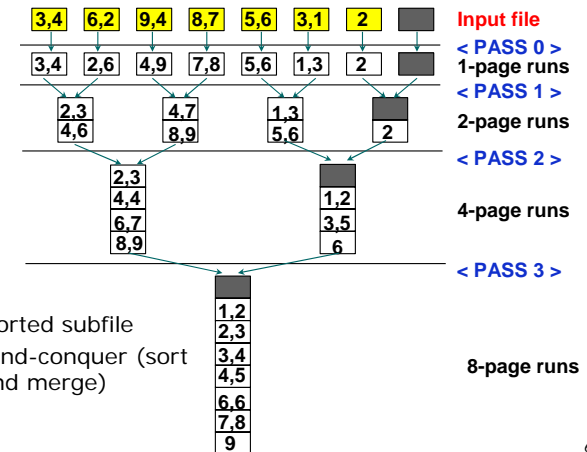 3,4 6,2 9,4 8,7 5,6 3,1 2 Input file
< PASS 0 >
3,4 2,6 4,9 7,8 5,6 1,3 2 1-page runs
< PASS 1 >
2,3 4,7 1,3 2-page runs
4,6 8,9 5,6 2
< PASS 2 >
2,3
4,4 1,2
6,7 3,5 4-page runs
8,9 6
< PASS 3 >
1,2
orted subfile 2,3
nd-conquer (sort 3,4
nd merge) 4,5 8-page runs
6,6
7,8
9